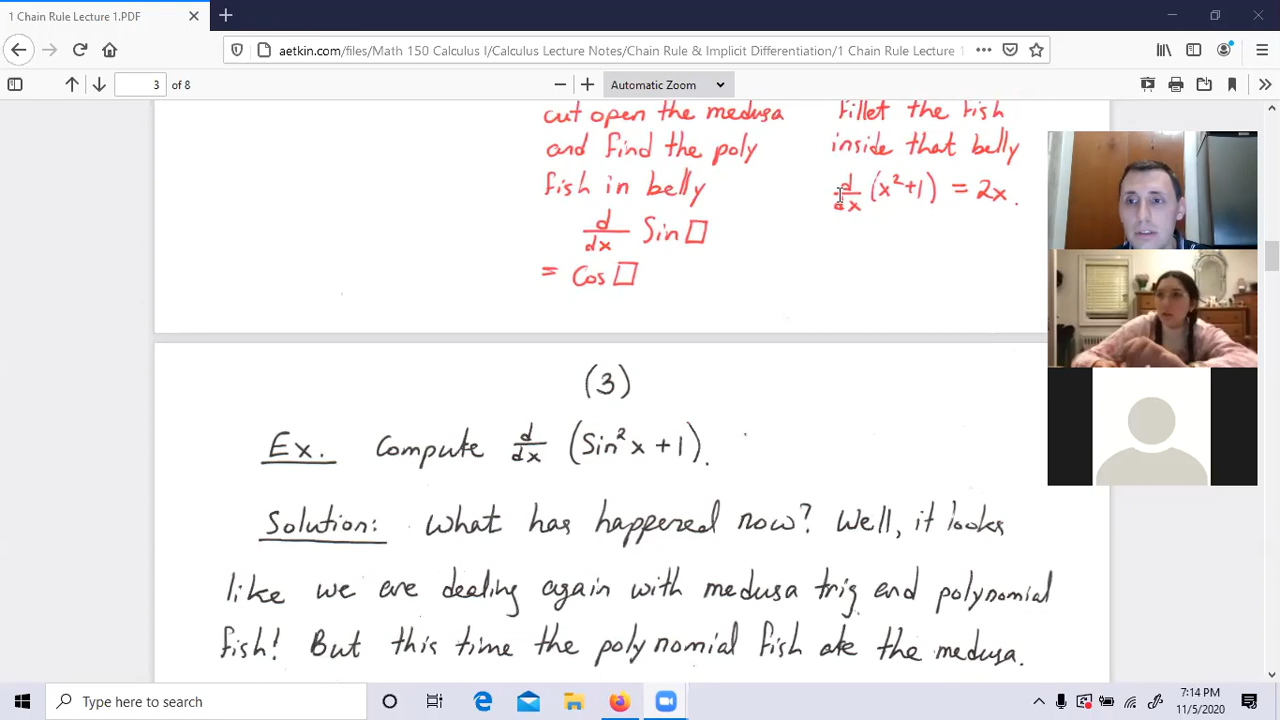 1 Chain Rule Lecture 1.PDF
aetkin.com/files/Math 150 Calculus I/Calculus Lecture Notes/Chain Rule & Implicit Differentiation/1 Chain Rule Lecture 1
3 of 8
Automatic Zoom
cut open the medusa
and find the poly
fish in belly
d/dx Sin □
= Cos □
fillet the fish
inside that belly
d/dx (x²+1) = 2x.
(3)
Ex. Compute d/dx (Sin²x + 1).
Solution: What has happened now? Well, it looks
like we are dealing again with medusa trig and polynomial
fish! But this time the polynomial fish ate the medusa.
Type here to search
7:14 PM
11/5/2020